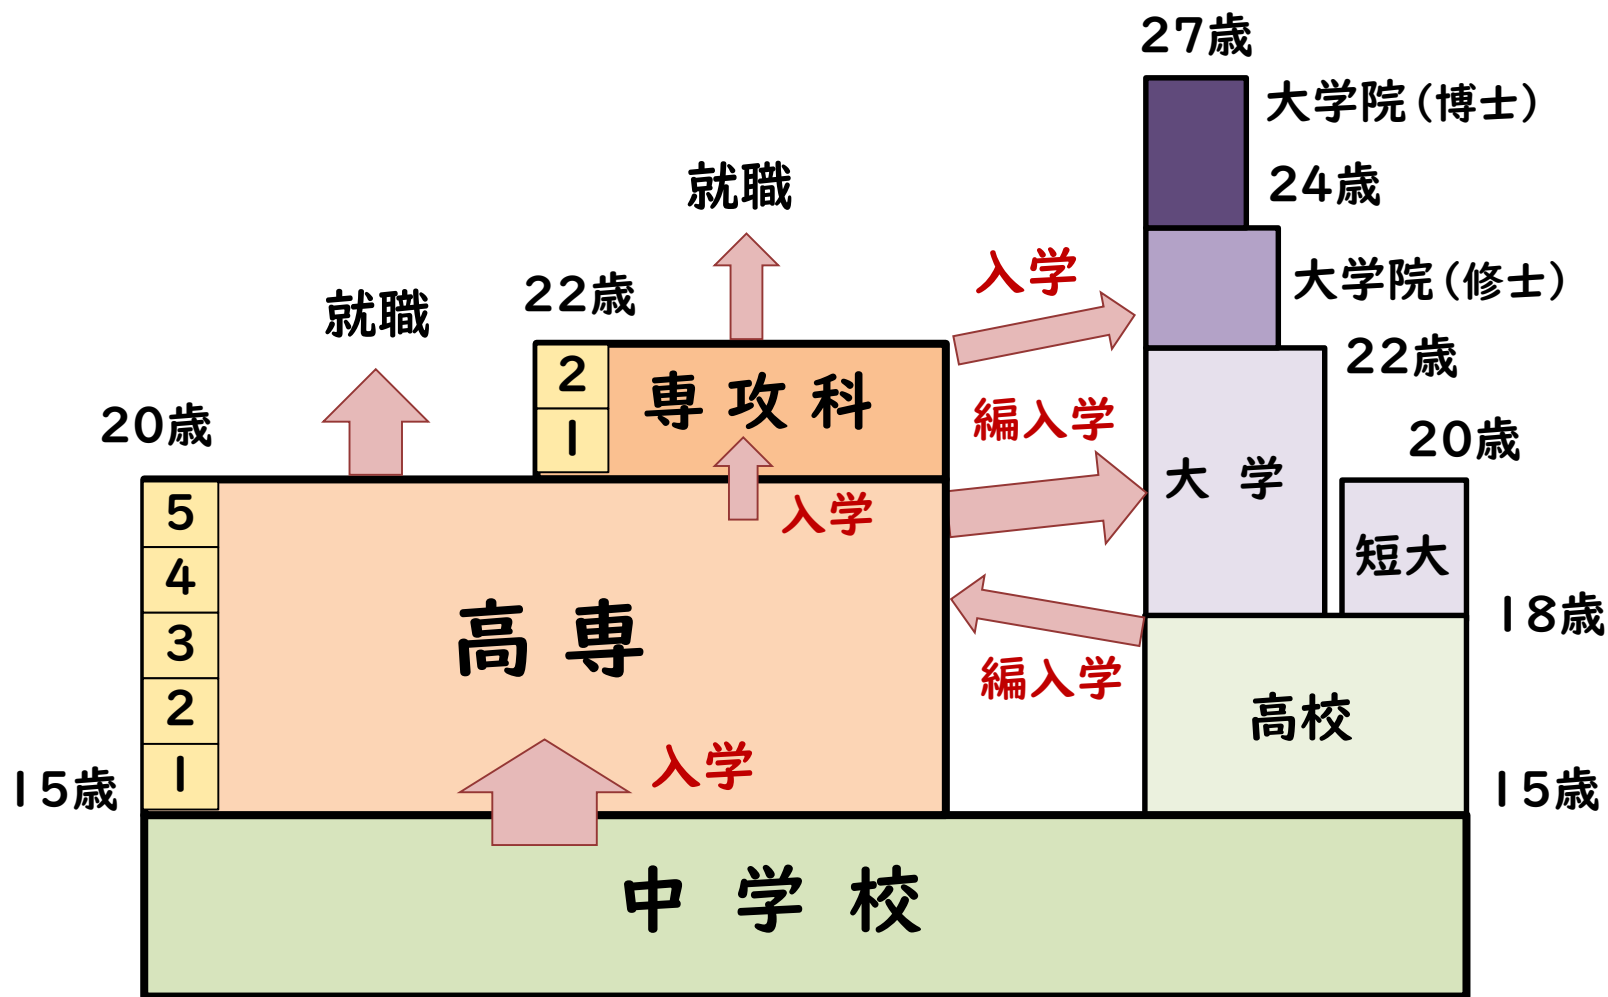 27歳
大学院(博士)
就職
24歳
入学
大学院(修士)
22歳
就職
22歳
2
専攻科
1
編入学
20歳
20歳
大学
5
入学
短大
4
18歳
高専
3
編入学
2
高校
入学
1
15歳
15歳
中学校